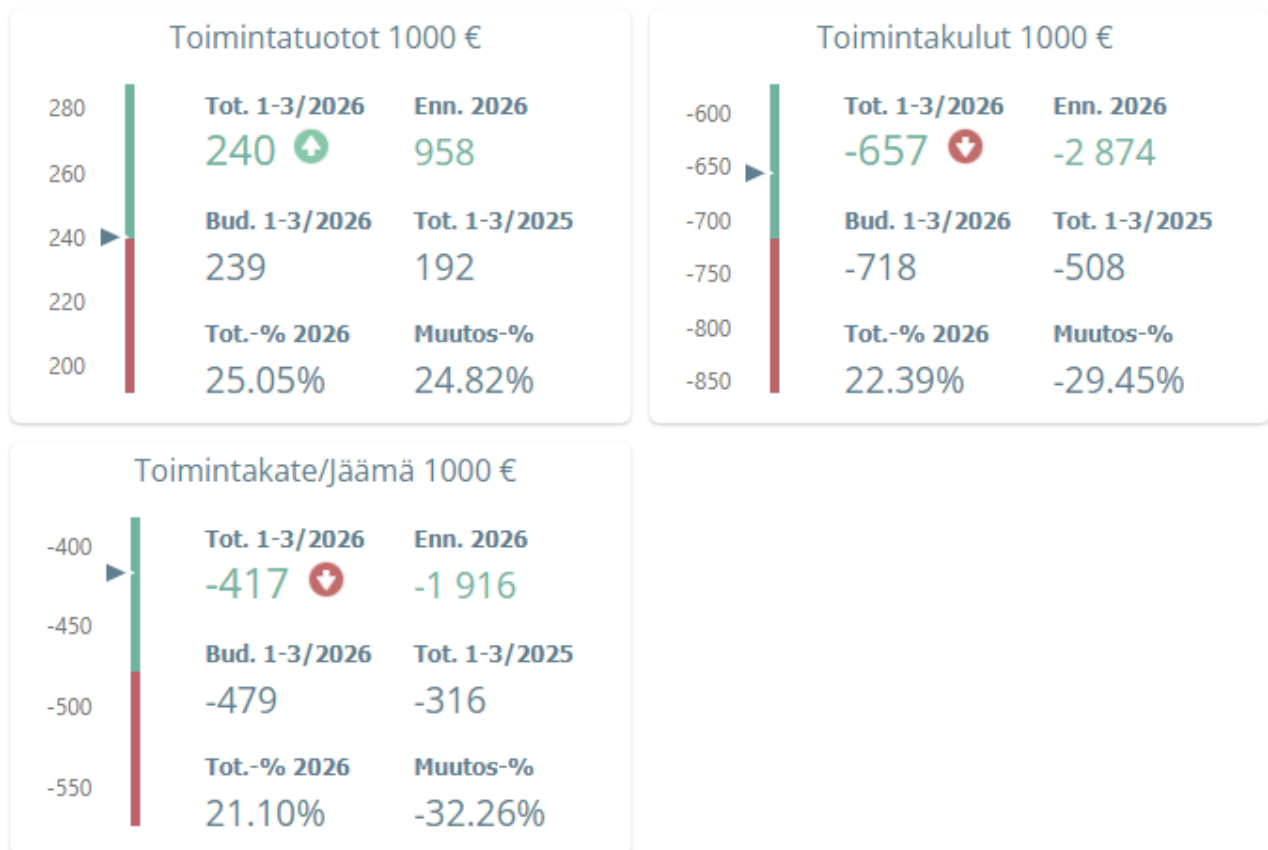 Toimintatuotot 1000 €
280
260
240
220
200
Tot. 1-3/2026 Enn. 2026
240 958
Bud. 1-3/2026 Tot. 1-3/2025
239 192
Tot.-% 2026 Muutos-%
25.05% 24.82%
Toimintakulut 1000 €
-600
-650
-700
-750
-800
-850
Tot. 1-3/2026 Enn. 2026
-657 -2 874
Bud. 1-3/2026 Tot. 1-3/2025
-718 -508
Tot.-% 2026 Muutos-%
22.39% -29.45%
Toimintakate/Jäämä 1000 €
-400
-450
-500
-550
Tot. 1-3/2026 Enn. 2026
-417 -1 916
Bud. 1-3/2026 Tot. 1-3/2025
-479 -316
Tot.-% 2026 Muutos-%
21.10% -32.26%